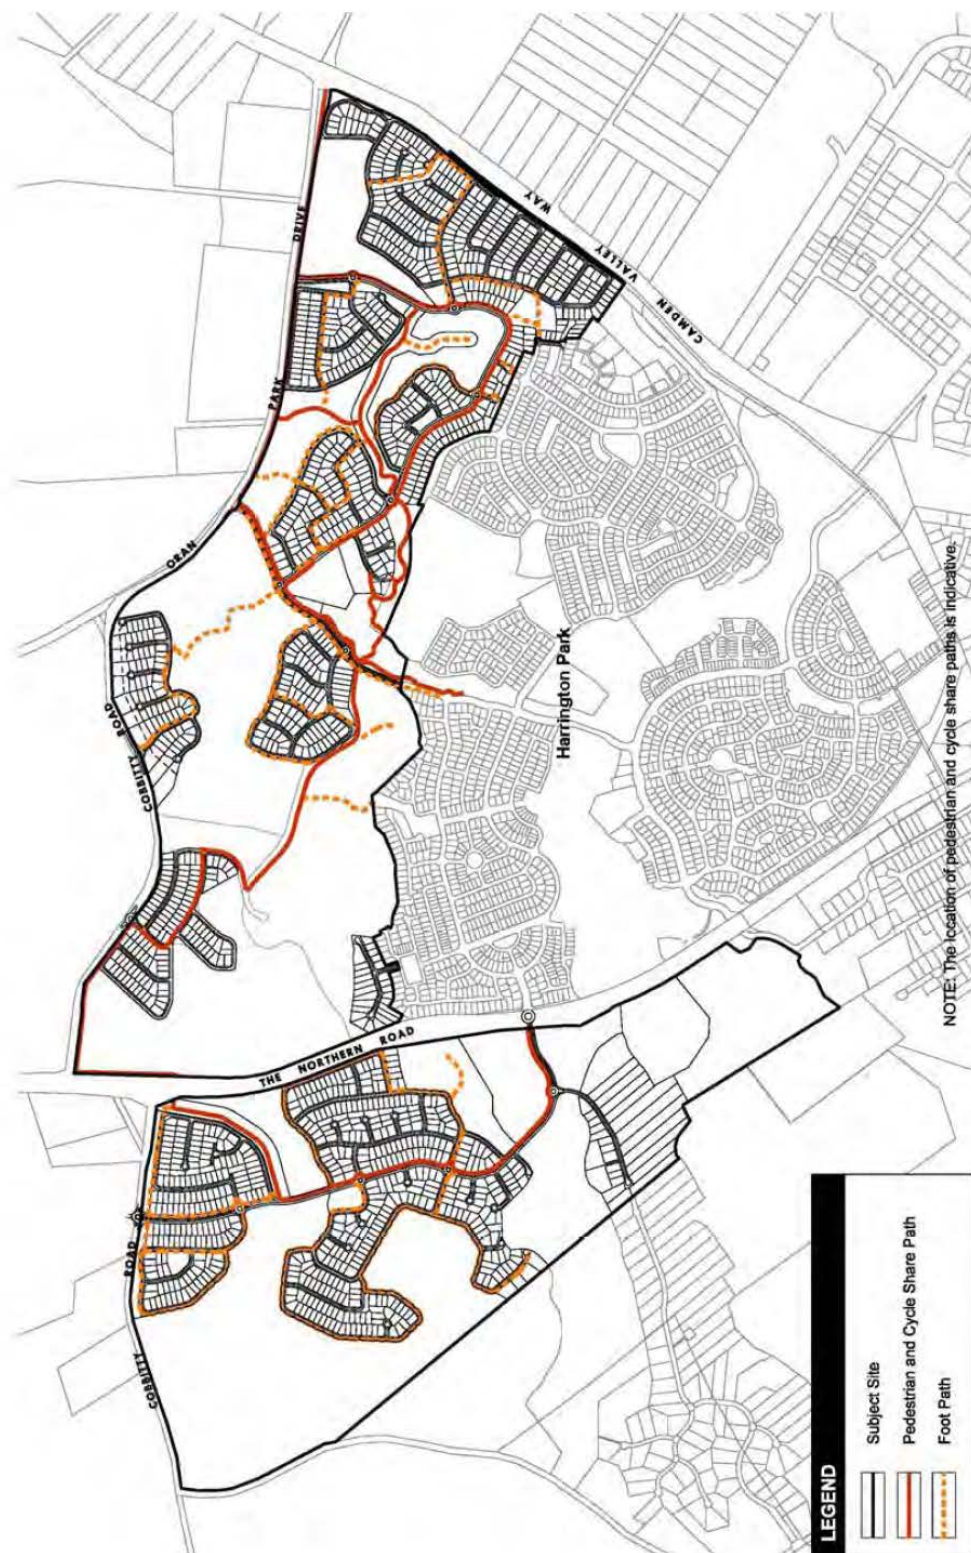 CAMDEN
VALLEY
WAY
DRIVE
PARK
ORAN
ROAD
COBBITTY
THE NORTHERN ROAD
ROAD
COBBITTY
Harrington Park
NOTE: The location of pedestrian and cycle share paths is indicative.
LEGEND
Subject Site
Pedestrian and Cycle Share Path
Foot Path